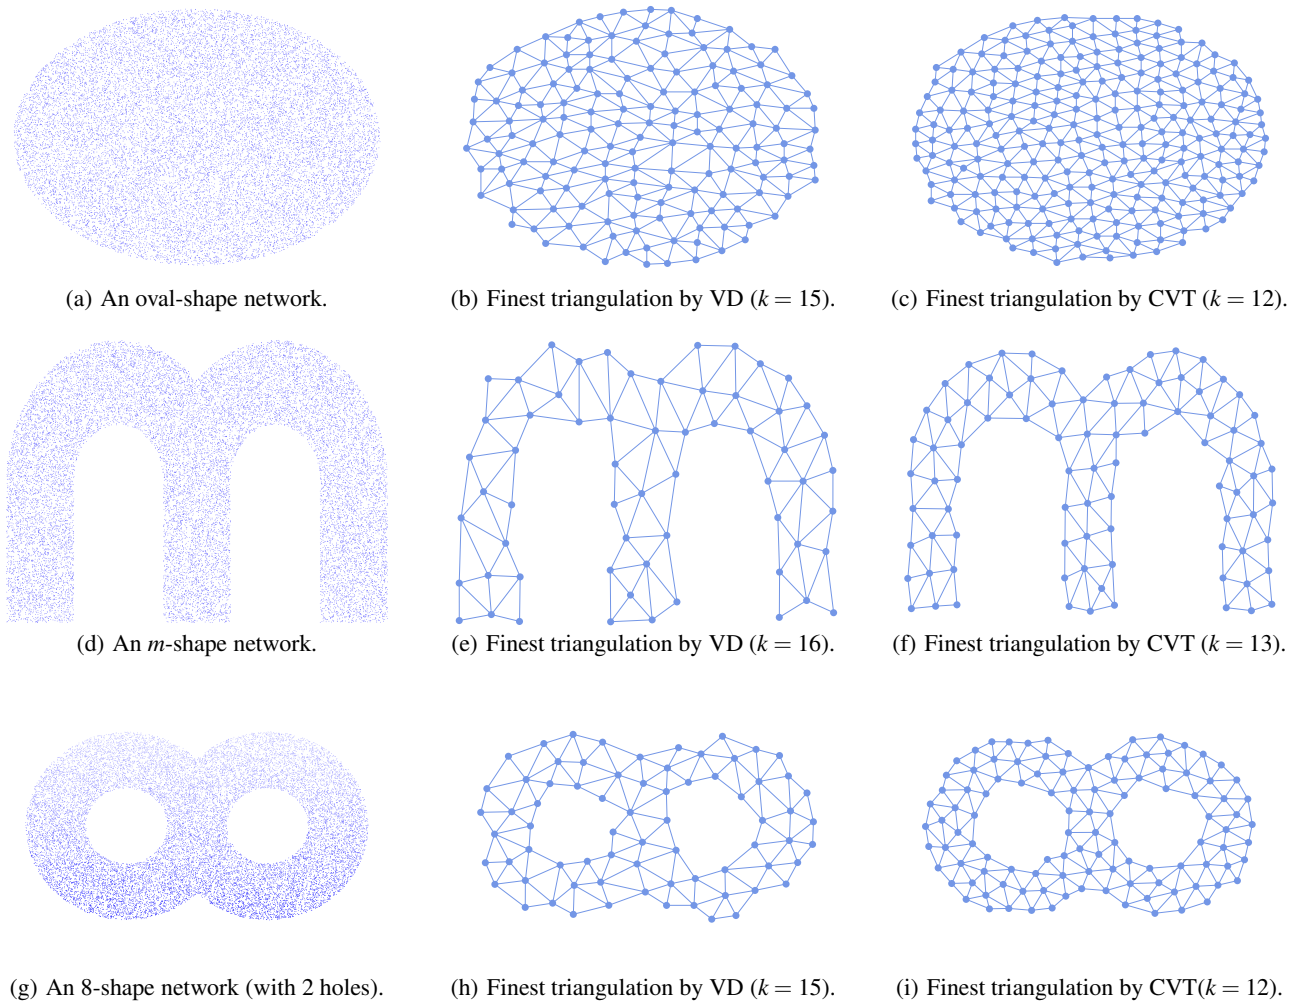 (a) An oval-shape network.
(b) Finest triangulation by VD (k = 15).
(c) Finest triangulation by CVT (k = 12).
(d) An m-shape network.
(e) Finest triangulation by VD (k = 16).
(f) Finest triangulation by CVT (k = 13).
(g) An 8-shape network (with 2 holes).
(h) Finest triangulation by VD (k = 15).
(i) Finest triangulation by CVT(k = 12).